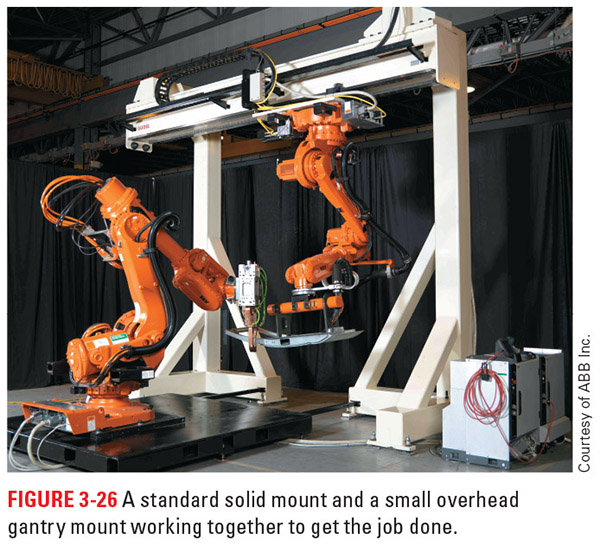 Courtesy of ABB Inc.
FIGURE 3-26 A standard solid mount and a small overhead
gantry mount working together to get the job done.